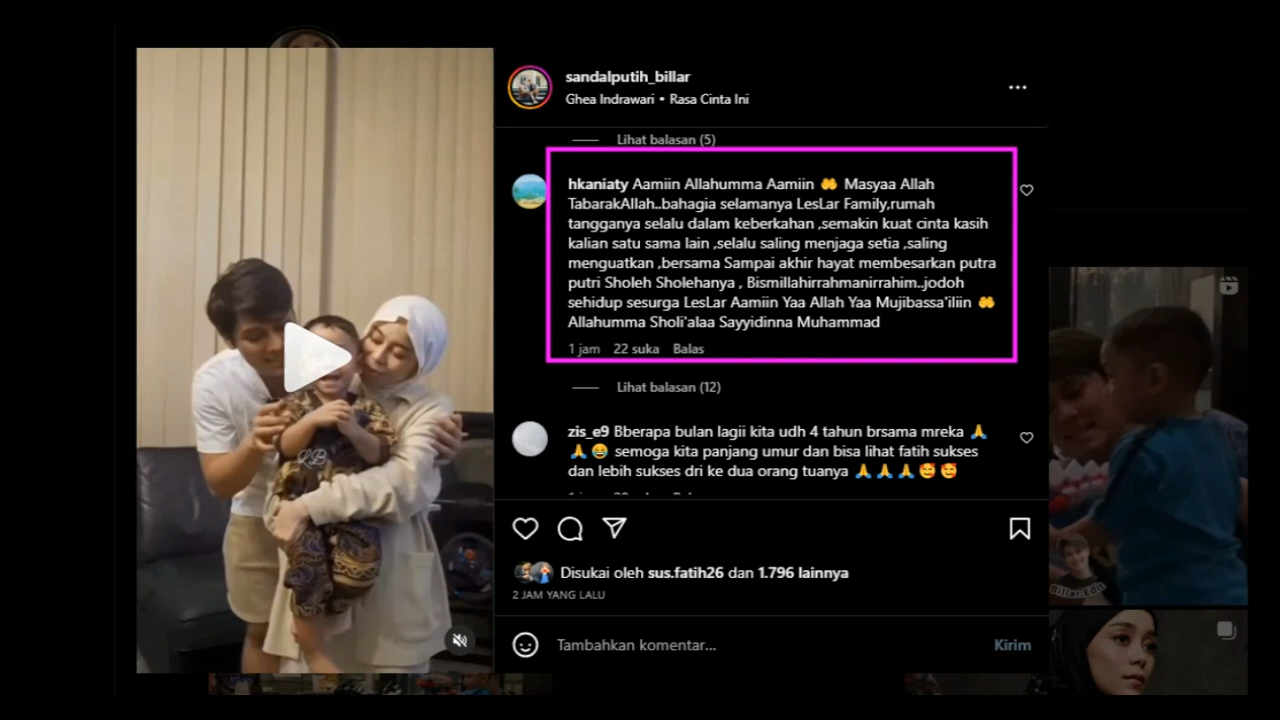 sandalputih_billar
Ghea Indrawari • Rasa Cinta Ini
Lihat balasan (5)
hkaniaty Aamiin Allahumma Aamiin 🤲 Masyaa Allah
TabarakAllah..bahagia selamanya LesLar Family,rumah
tangganya selalu dalam keberkahan ,semakin kuat cinta kasih
kalian satu sama lain ,selalu saling menjaga setia ,saling
menguatkan ,bersama Sampai akhir hayat membesarkan putra
putri Sholeh Sholehanya , Bismillahirrahmanirrahim..jodoh
sehidup sesurga LesLar Aamiin Yaa Allah Yaa Mujibassa'iliin 🤲
Allahumma Sholi'alaa Sayyidinna Muhammad
1 jam 22 suka Balas
Lihat balasan (12)
zis_e9 Bberapa bulan lagii kita udh 4 tahun brsama mreka 🙏
🙏😂 semoga kita panjang umur dan bisa lihat fatih sukses
dan lebih sukses dri ke dua orang tuanya 🙏🙏🙏🥰🥰
Disukai oleh sus.fatih26 dan 1.796 lainnya
2 JAM YANG LALU
Tambahkan komentar...
Kirim
LB
Billar Edit